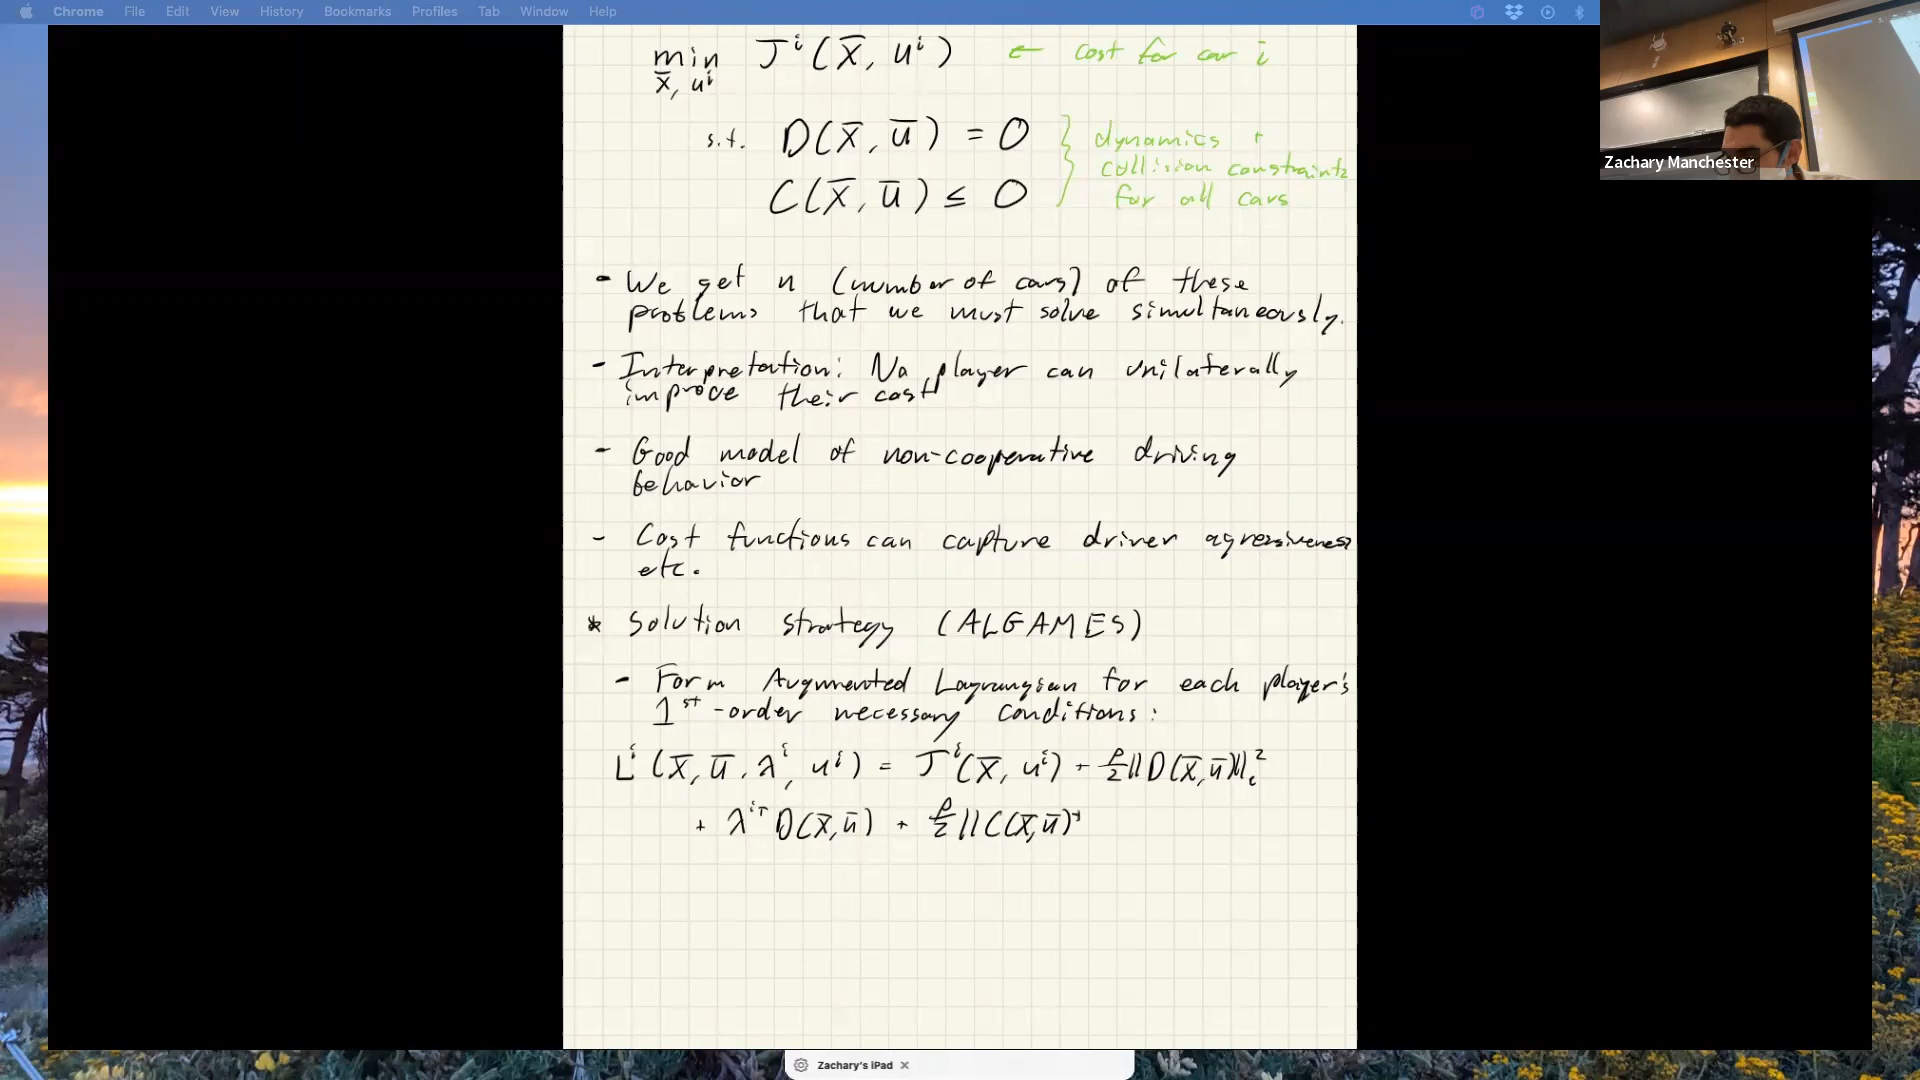 Chrome File Edit View History Bookmarks Profiles Tab Window Help
Zachary Manchester
min J^i(x̄, u^i) ← cost for car i
x̄, u^i
s.t. D(x̄, ū) = 0 } dynamics +
collision constraints
C(x̄, ū) ≤ 0 for all cars
- We get n (number of cars) of these
problems that we must solve simultaneously.
- Interpretation: No player can unilaterally
improve their cost
- Good model of non-cooperative driving
behavior
- Cost functions can capture driver agressiveness
etc.
* Solution strategy (ALGAMES)
- Form Augmented Lagrangian for each player's
1st-order necessary conditions:
L^i(x̄, ū, λ^i, u^i) = J^i(x̄, u^i) + ρ/2 ||D(x̄, ū)||_i^2
+ λ^{iT} D(x̄, ū) + ρ/2 ||C(x̄, ū)^+
Zachary's iPad